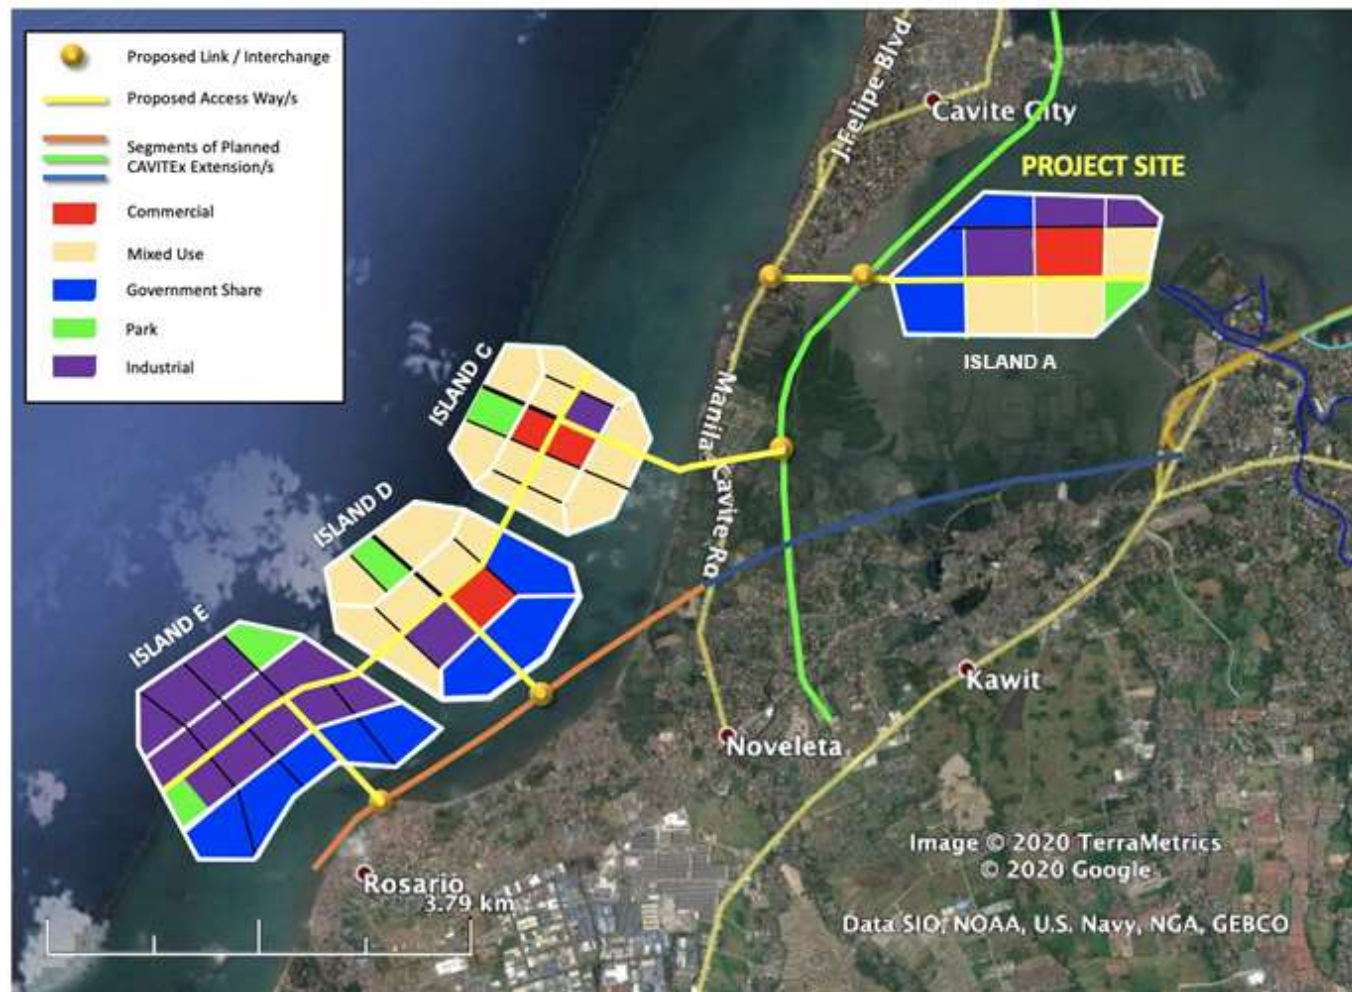 Proposed Link / Interchange
Proposed Access Way/s
Segments of Planned
CAVITEx Extension/s
Commercial
Mixed Use
Government Share
Park
Industrial
J.Felipe Blvd
Cavite City
PROJECT SITE
ISLAND A
ISLAND C
Manila-Cavite Rd
ISLAND D
ISLAND E
Kawit
Noveleta
Rosario
3.79 km
Image © 2020 TerraMetrics
© 2020 Google
Data SIO, NOAA, U.S. Navy, NGA, GEBCO